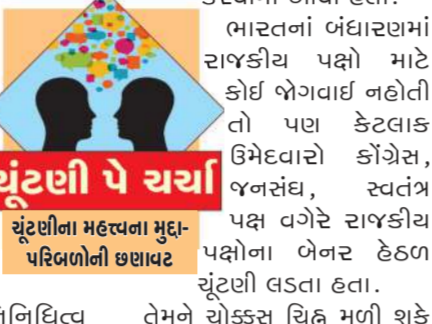 ચૂંટણી પે ચર્ચા
ચૂંટણીના મહત્ત્વના મુદ્દા-
પરિબળોની છણાવટ
ભારતનાં બંધારણમાં
રાજકીય પક્ષો માટે
કોઈ જોગવાઈ નહોતી
તો પણ કેટલાક
ઉમેદવારો કોંગ્રેસ,
જનસંઘ, સ્વતંત્ર
પક્ષ વગેરે રાજકીય
પક્ષોના બેનર હેઠળ
ચૂંટણી લડતા હતા.
તેમને ચોક્કસ ચિહ્ન મળી શકે